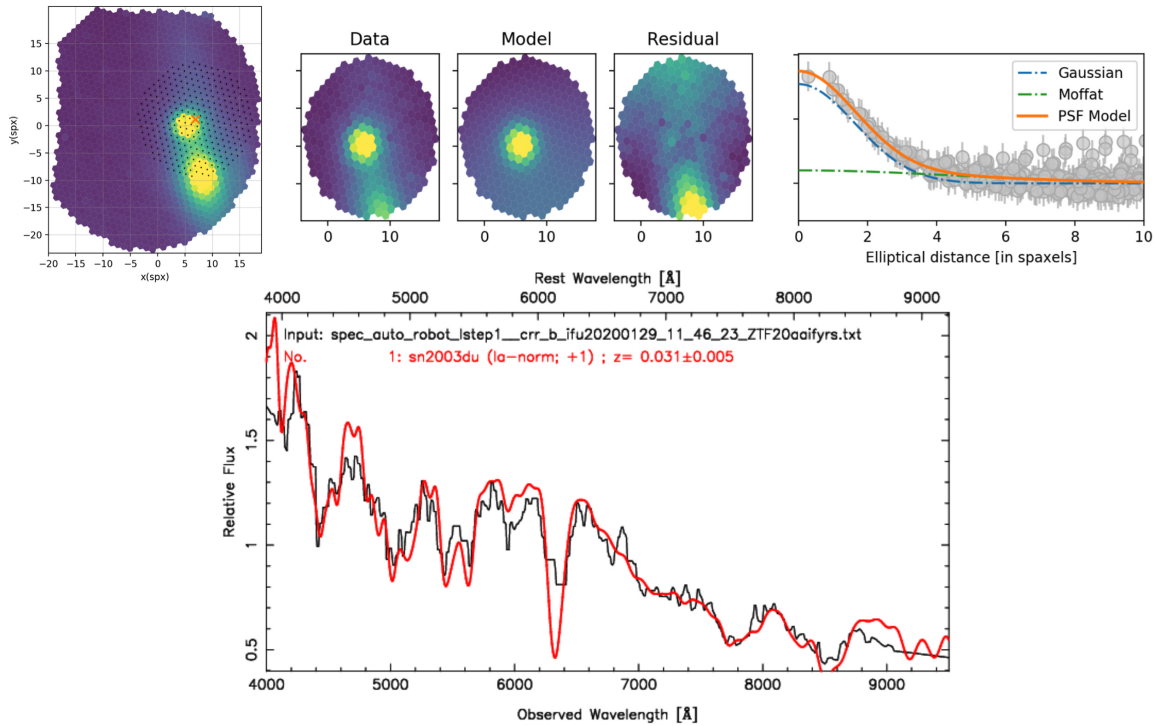 20
15
10
5
0
−5
−10
−15
−20
y(spx)
−20 −15 −10 −5 0 5 10 15
x(spx)
Data Model Residual
0 10 0 10 0 10
Gaussian
Moffat
PSF Model
0 2 4 6 8 10
Elliptical distance [in spaxels]
Rest Wavelength [Å]
4000 5000 6000 7000 8000 9000
Input: spec_auto_robot_lstep1__crr_b_ifu20200129_11_46_23_ZTF20aaifyrs.txt
No. 1: sn2003du (Ia-norm; +1) ; z= 0.031±0.005
2
1.5
1
0.5
Relative Flux
4000 5000 6000 7000 8000 9000
Observed Wavelength [Å]